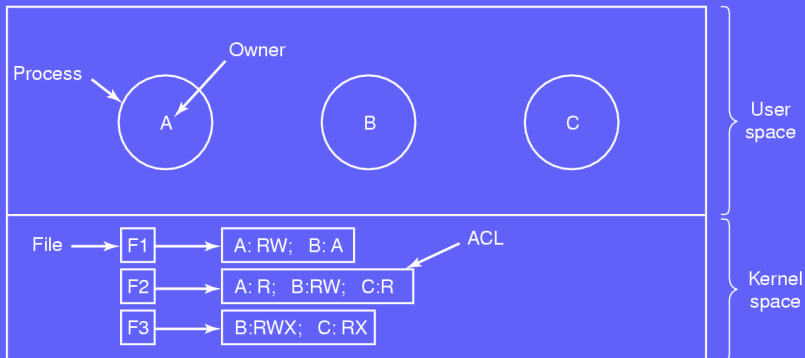 Owner
Process
A
B
C
User
space
File
F1
A: RW; B: A
ACL
F2
A: R; B:RW; C:R
Kernel
space
F3
B:RWX; C: RX